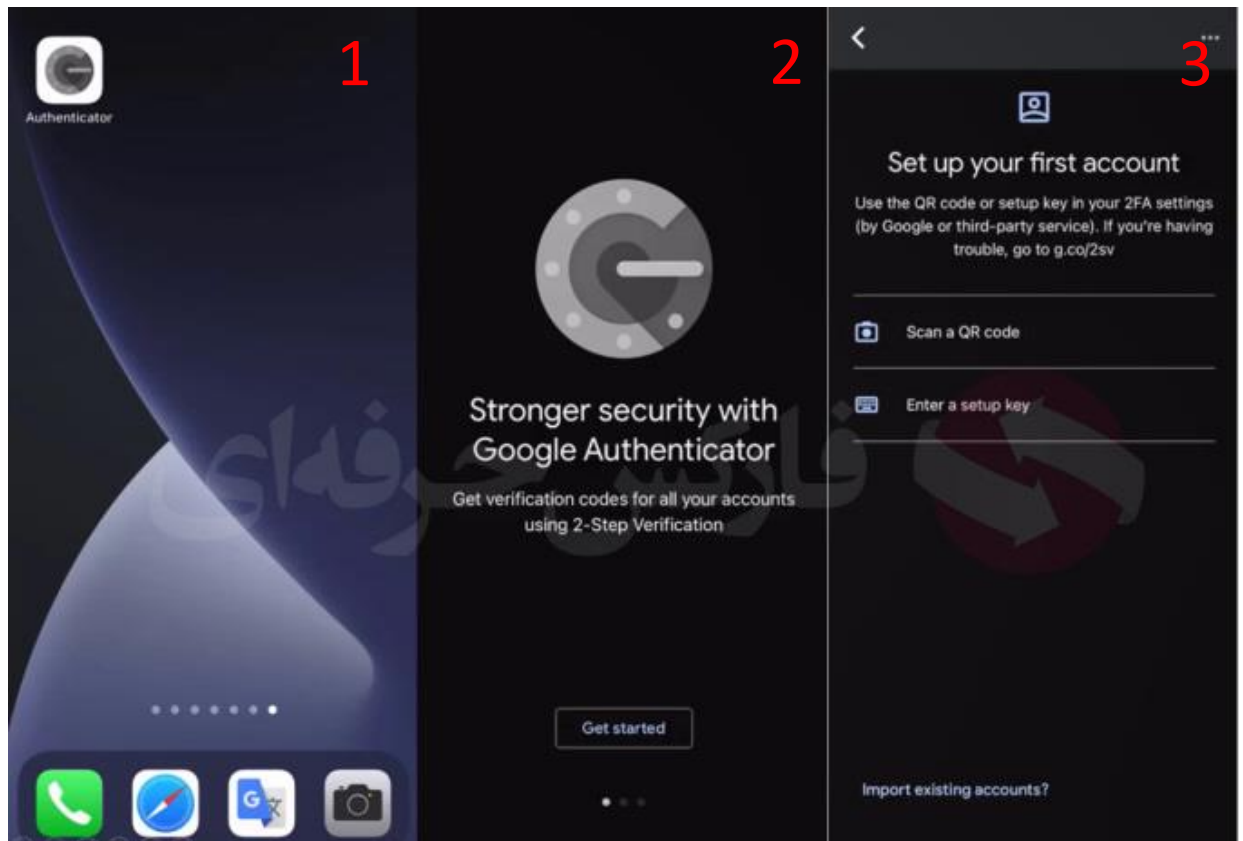 1
Authenticator
2
Stronger security with
Google Authenticator
Get verification codes for all your accounts
using 2-Step Verification
Get started
3
Set up your first account
Use the QR code or setup key in your 2FA settings
(by Google or third-party service). If you're having
trouble, go to g.co/2sv
Scan a QR code
Enter a setup key
Import existing accounts?
فارکس حرفه‌ای
G 文